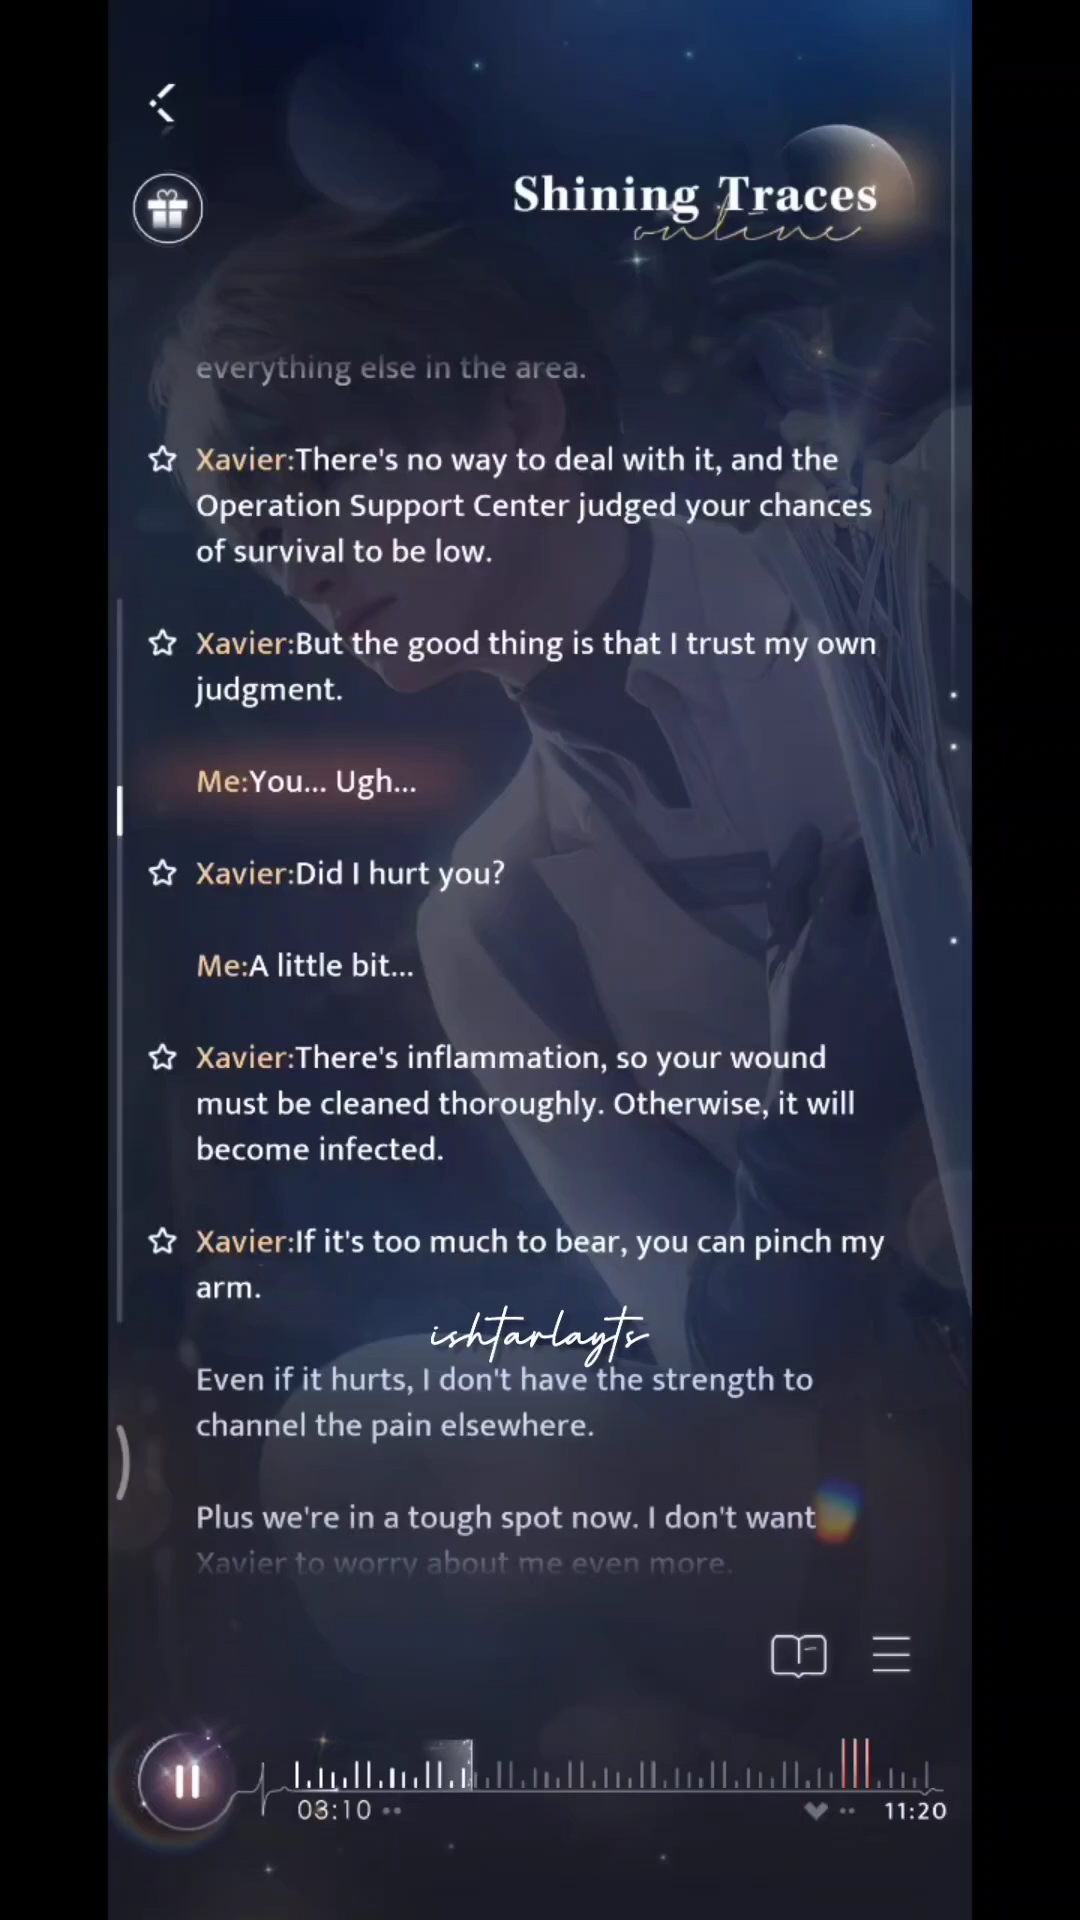 Shining Traces
online
everything else in the area.
Xavier:There's no way to deal with it, and the
Operation Support Center judged your chances
of survival to be low.
Xavier:But the good thing is that I trust my own
judgment.
Me:You... Ugh...
Xavier:Did I hurt you?
Me:A little bit...
Xavier:There's inflammation, so your wound
must be cleaned thoroughly. Otherwise, it will
become infected.
Xavier:If it's too much to bear, you can pinch my
arm.
ishtarlayts
Even if it hurts, I don't have the strength to
channel the pain elsewhere.
Plus we're in a tough spot now. I don't want
Xavier to worry about me even more.
03:10
11:20